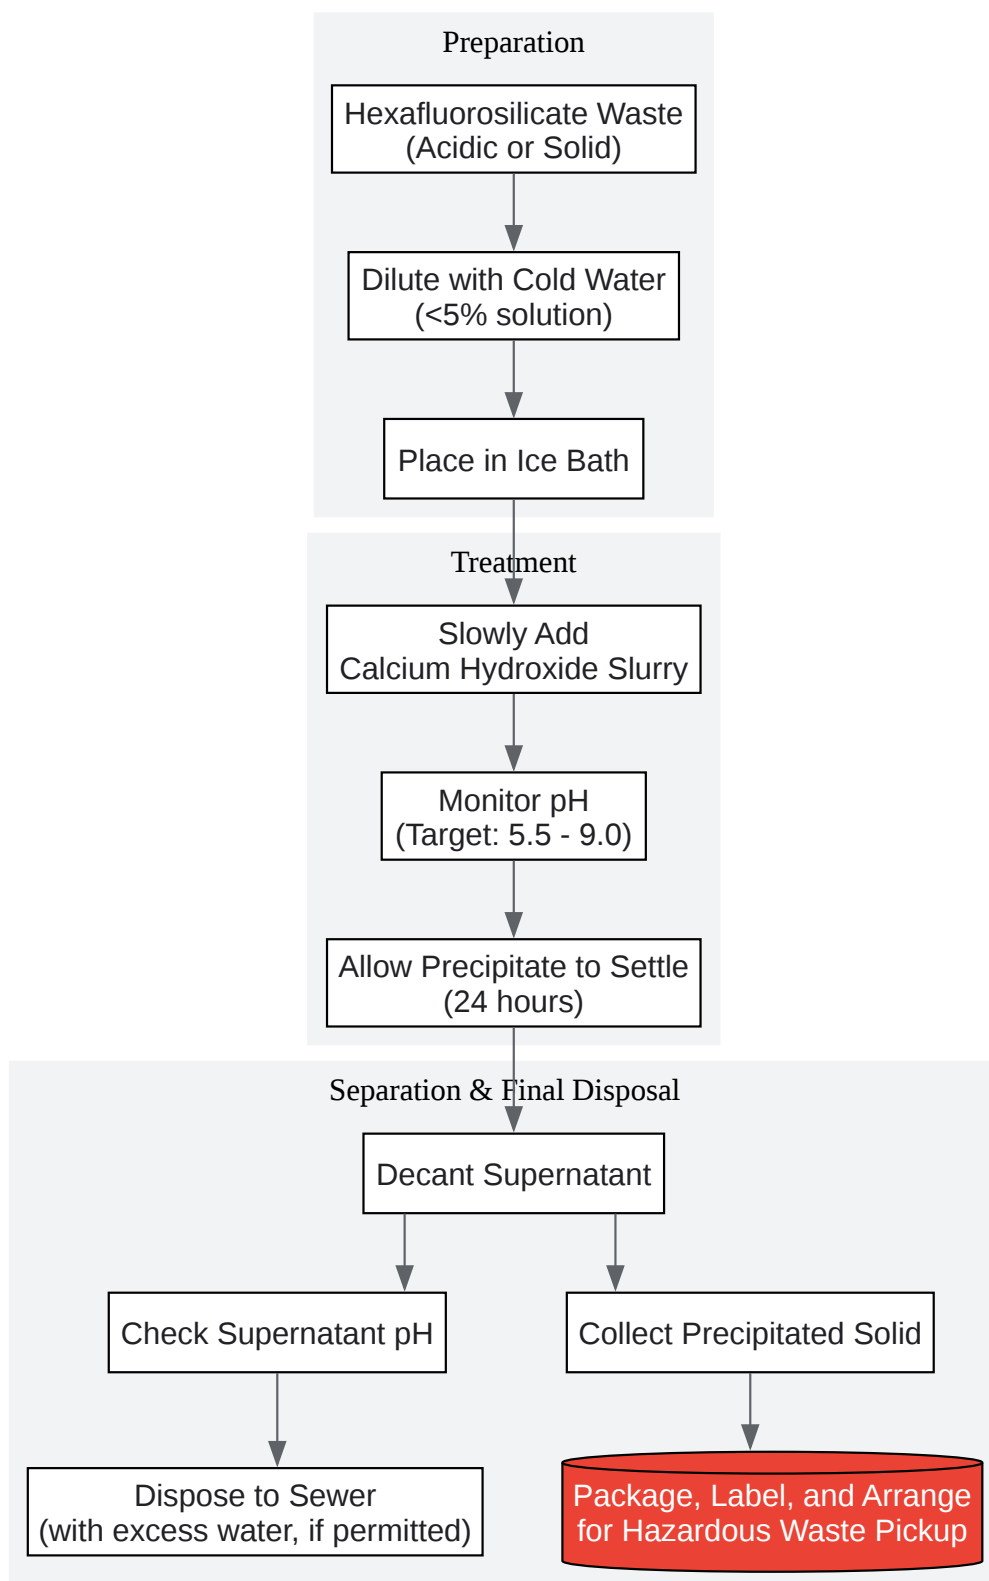 Preparation
Hexafluorosilicate Waste
(Acidic or Solid)
Dilute with Cold Water
(<5% solution)
Place in Ice Bath
Treatment
Slowly Add
Calcium Hydroxide Slurry
Monitor pH
(Target: 5.5 - 9.0)
Allow Precipitate to Settle
(24 hours)
Separation & Final Disposal
Decant Supernatant
Check Supernatant pH
Collect Precipitated Solid
Dispose to Sewer
(with excess water, if permitted)
Package, Label, and Arrange
for Hazardous Waste Pickup